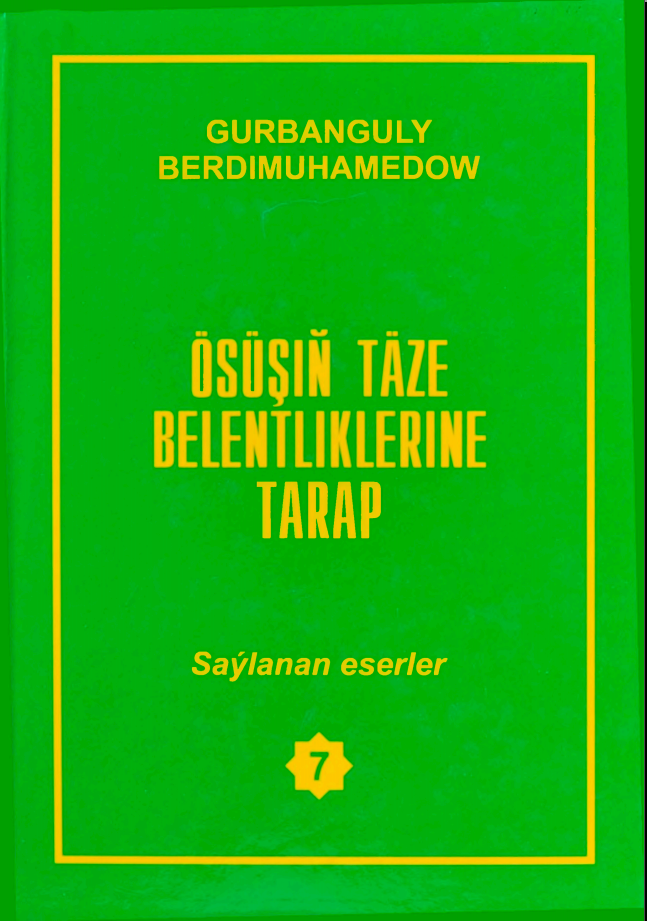 GURBANGULY
BERDIMUHAMEDOW
ÖSÜŞIŇ TÄZE
BELENTLIKLERINE
TARAP
Saýlanan eserler
7